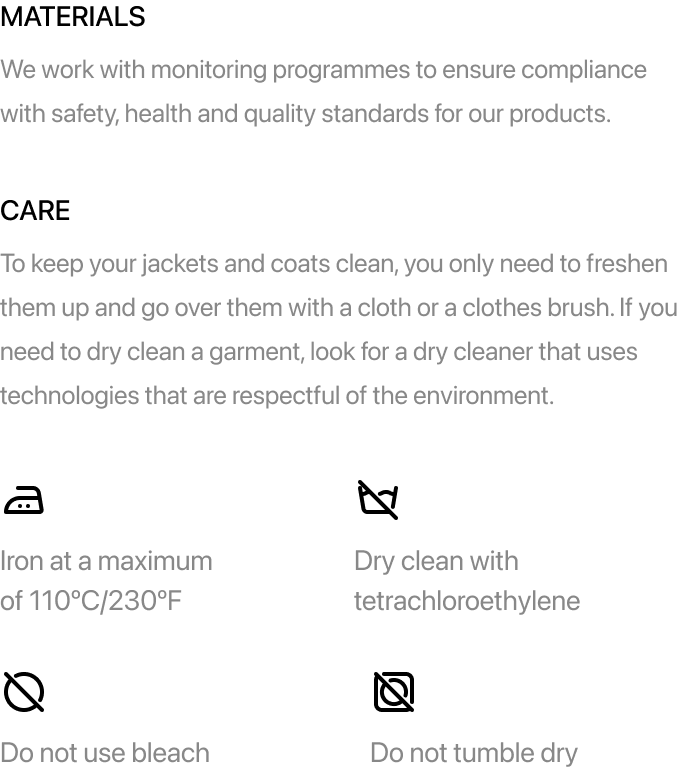 MATERIALS
We work with monitoring programmes to ensure compliance
with safety, health and quality standards for our products.
CARE
To keep your jackets and coats clean, you only need to freshen
them up and go over them with a cloth or a clothes brush. If you
need to dry clean a garment, look for a dry cleaner that uses
technologies that are respectful of the environment.
Iron at a maximum
of 110ºC/230ºF
Dry clean with
tetrachloroethylene
Do not use bleach
Do not tumble dry